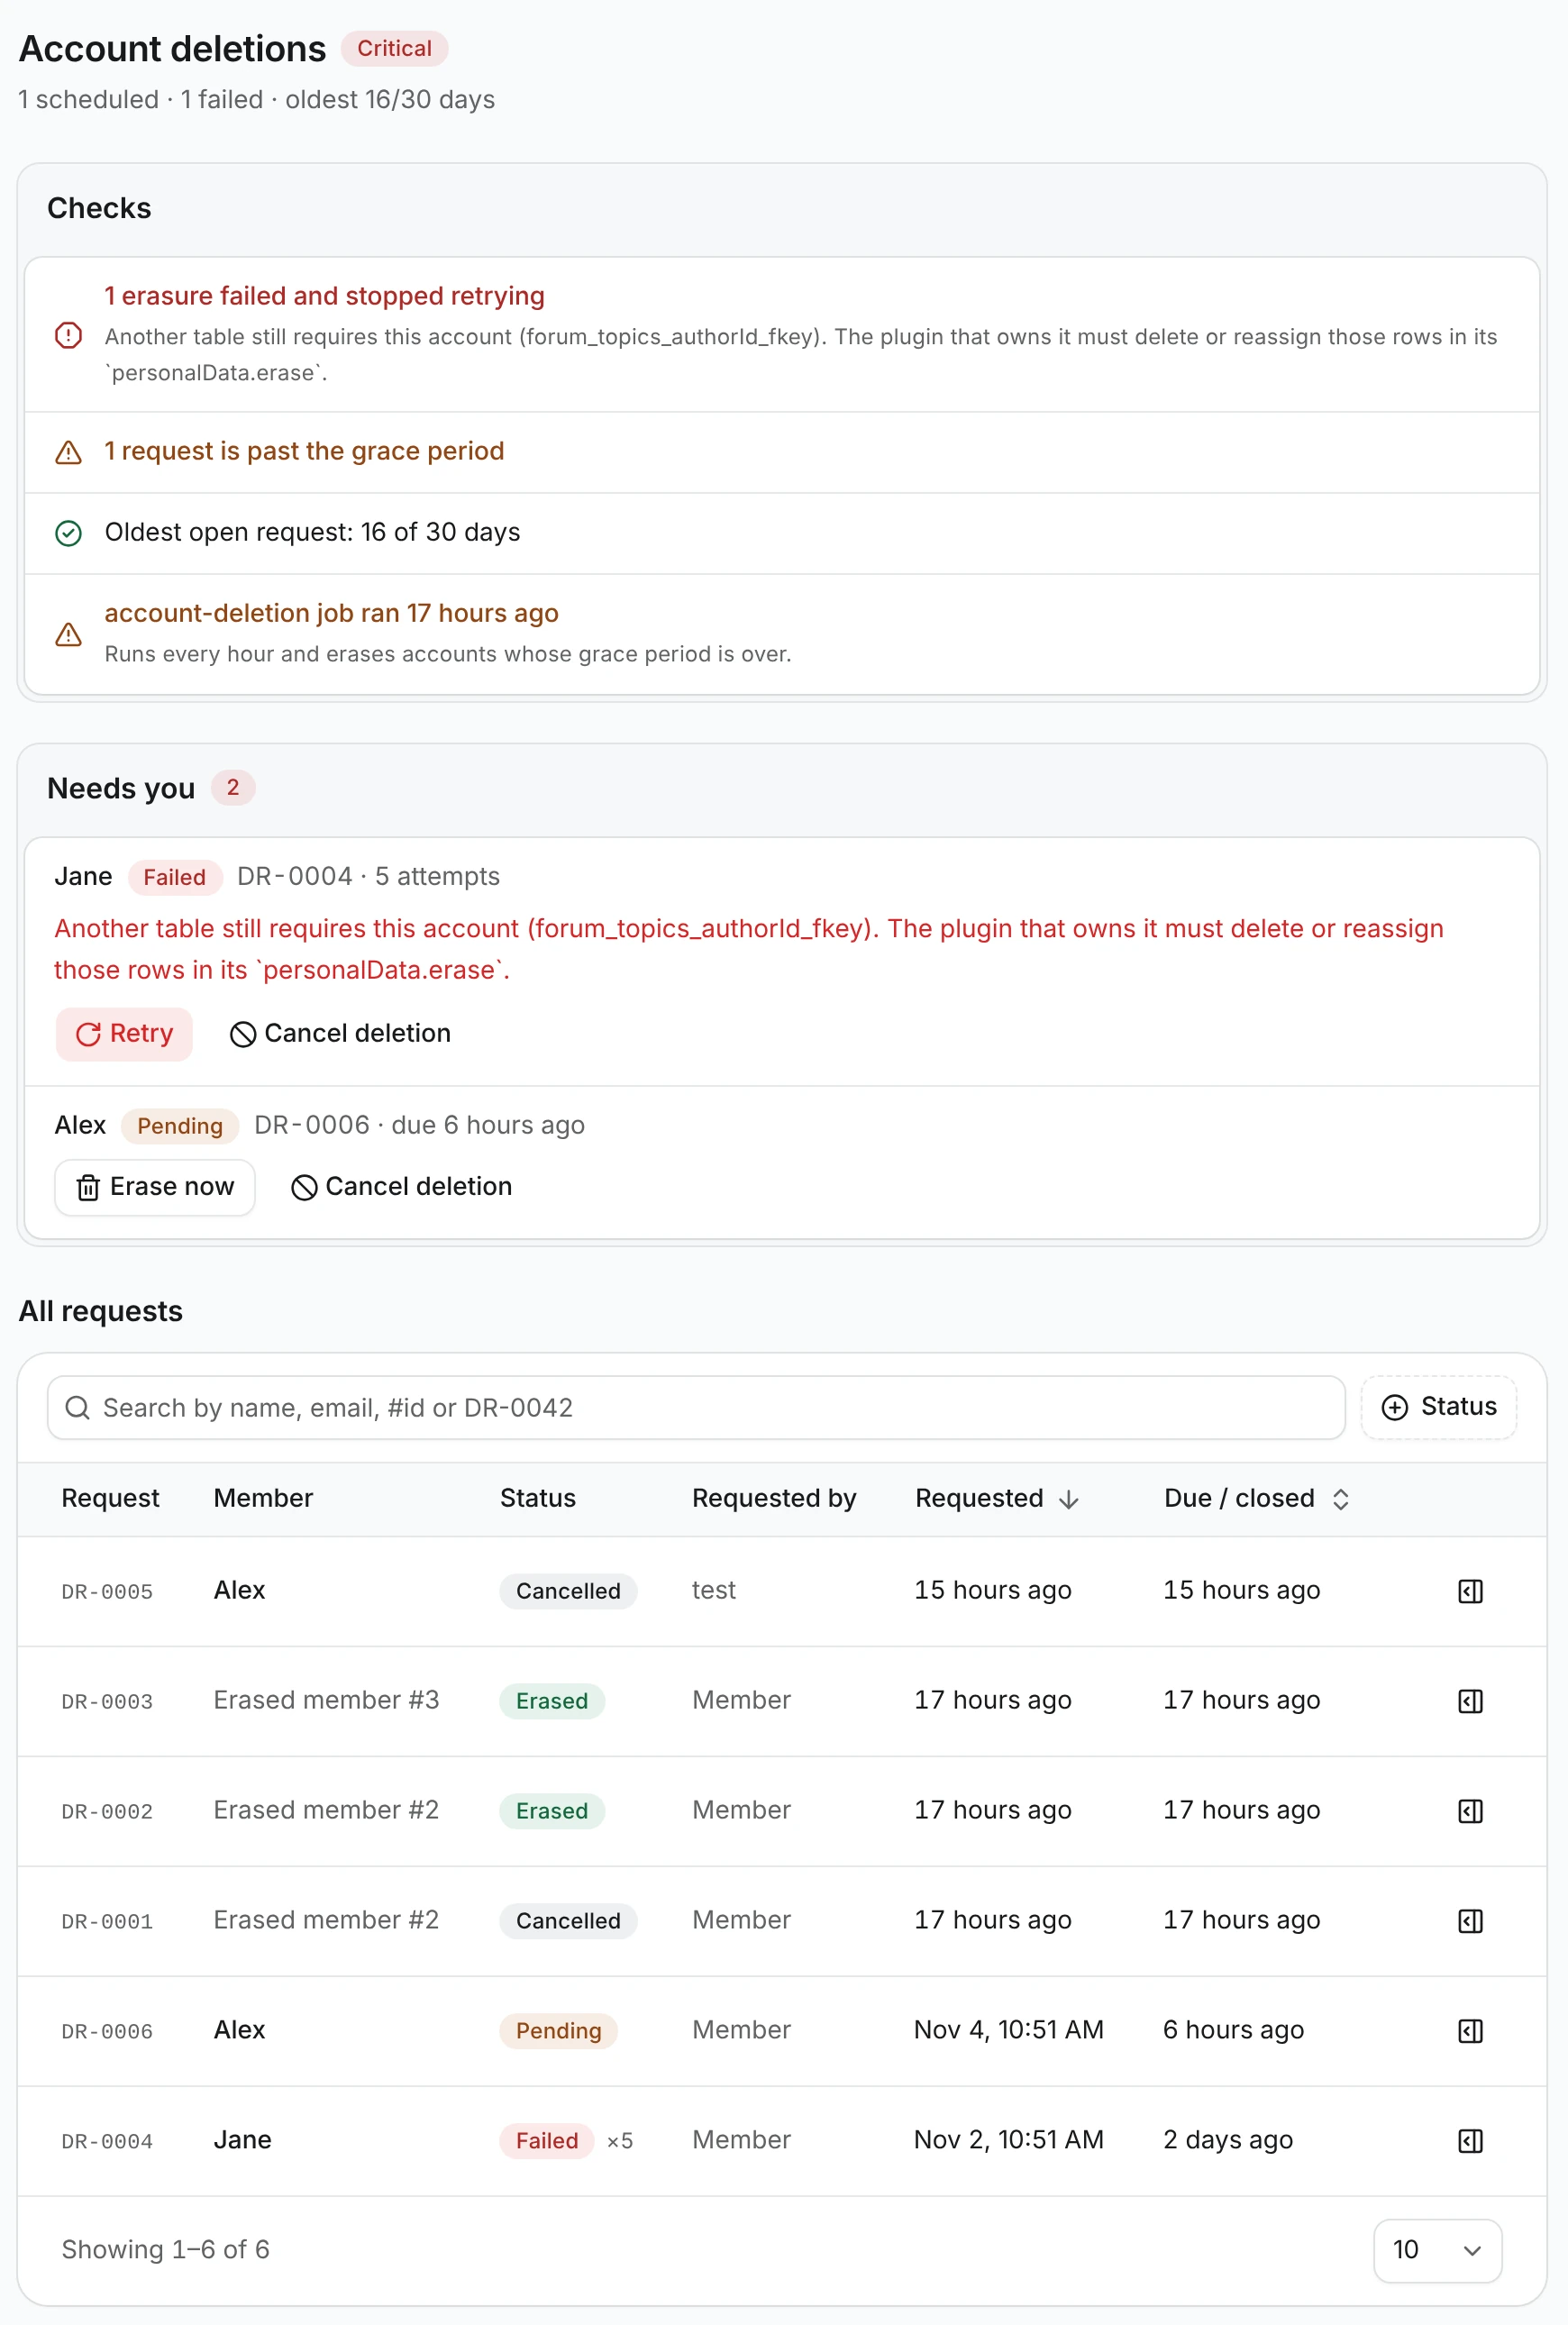 Account deletions Critical
1 scheduled · 1 failed · oldest 16/30 days
Checks
1 erasure failed and stopped retrying
Another table still requires this account (forum_topics_authorId_fkey). The plugin that owns it must delete or reassign those rows in its
`personalData.erase`.
1 request is past the grace period
Oldest open request: 16 of 30 days
account-deletion job ran 17 hours ago
Runs every hour and erases accounts whose grace period is over.
Needs you 2
Jane Failed DR-0004 · 5 attempts
Another table still requires this account (forum_topics_authorId_fkey). The plugin that owns it must delete or reassign
those rows in its `personalData.erase`.
Retry Cancel deletion
Alex Pending DR-0006 · due 6 hours ago
Erase now Cancel deletion
All requests
Search by name, email, #id or DR-0042 Status
Request Member Status Requested by Requested Due / closed
DR-0005 Alex Cancelled test 15 hours ago 15 hours ago
DR-0003 Erased member #3 Erased Member 17 hours ago 17 hours ago
DR-0002 Erased member #2 Erased Member 17 hours ago 17 hours ago
DR-0001 Erased member #2 Cancelled Member 17 hours ago 17 hours ago
DR-0006 Alex Pending Member Nov 4, 10:51 AM 6 hours ago
DR-0004 Jane Failed ×5 Member Nov 2, 10:51 AM 2 days ago
Showing 1–6 of 6 10